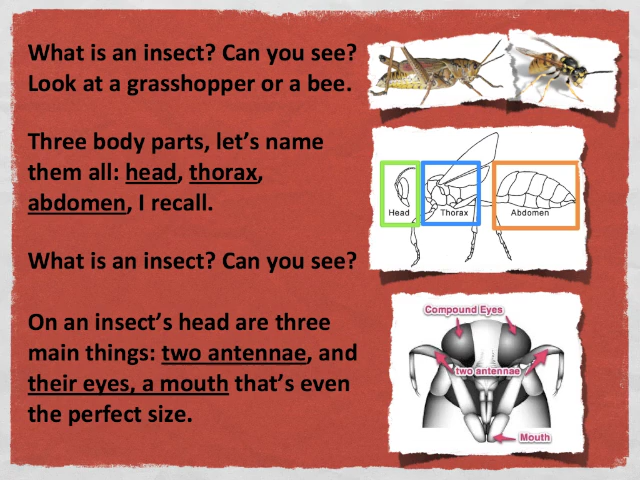 What is an insect? Can you see?
Look at a grasshopper or a bee.
Three body parts, let’s name
them all: head, thorax,
abdomen, I recall.
What is an insect? Can you see?
On an insect’s head are three
main things: two antennae, and
their eyes, a mouth that’s even
the perfect size.
Head
Thorax
Abdomen
Compound Eyes
two antennae
Mouth